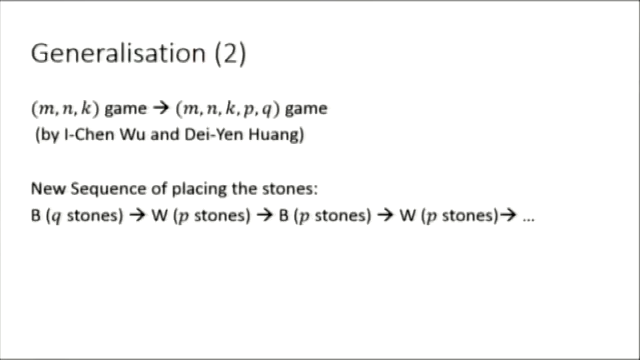 Generalisation (2)
(m, n, k) game → (m, n, k, p, q) game
(by I-Chen Wu and Dei-Yen Huang)
New Sequence of placing the stones:
B (q stones) → W (p stones) → B (p stones) → W (p stones)→ ...